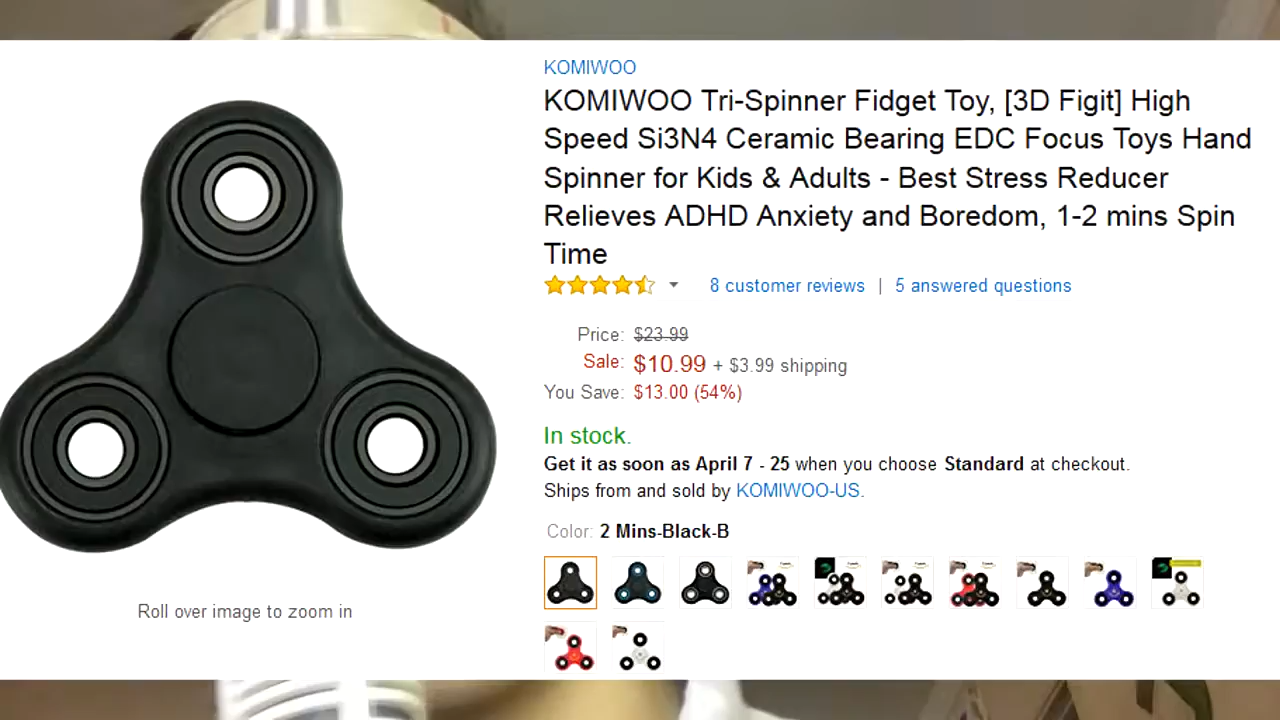 KOMIWOO
KOMIWOO Tri-Spinner Fidget Toy, [3D Figit] High
Speed Si3N4 Ceramic Bearing EDC Focus Toys Hand
Spinner for Kids & Adults - Best Stress Reducer
Relieves ADHD Anxiety and Boredom, 1-2 mins Spin
Time
8 customer reviews | 5 answered questions
Price: $23.99
Sale: $10.99 + $3.99 shipping
You Save: $13.00 (54%)
In stock.
Get it as soon as April 7 - 25 when you choose Standard at checkout.
Ships from and sold by KOMIWOO-US.
Color: 2 Mins-Black-B
Roll over image to zoom in